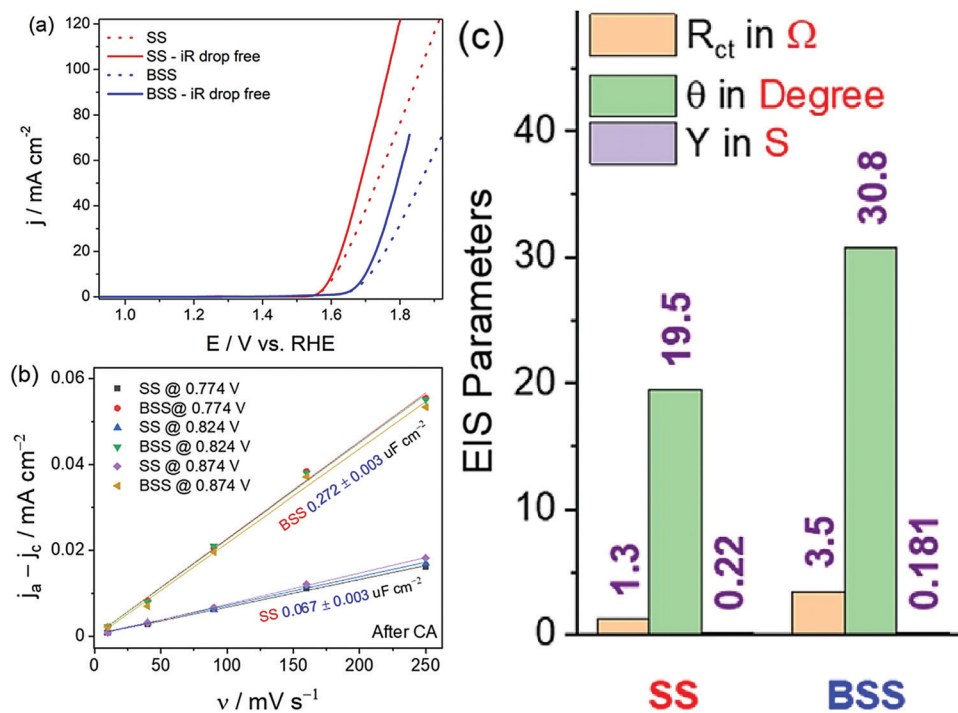 (a)
SS
SS - iR drop free
BSS
BSS - iR drop free
120
100
80
60
40
20
0
j / mA cm⁻²
1.0
1.2
1.4
1.6
1.8
E / V vs. RHE
(b)
SS @ 0.774 V
BSS@ 0.774 V
SS @ 0.824 V
BSS @ 0.824 V
SS @ 0.874 V
BSS @ 0.874 V
0.06
0.04
0.02
0.00
jₐ – j꜀ / mA cm⁻²
BSS 0.272 ± 0.003 uF cm⁻²
SS 0.067 ± 0.003 uF cm⁻²
After CA
0
50
100
150
200
250
ν / mV s⁻¹
(c)
Rct in Ω
θ in Degree
Y in S
40
30
20
10
0
EIS Parameters
1.3
19.5
0.22
3.5
30.8
0.181
SS
BSS